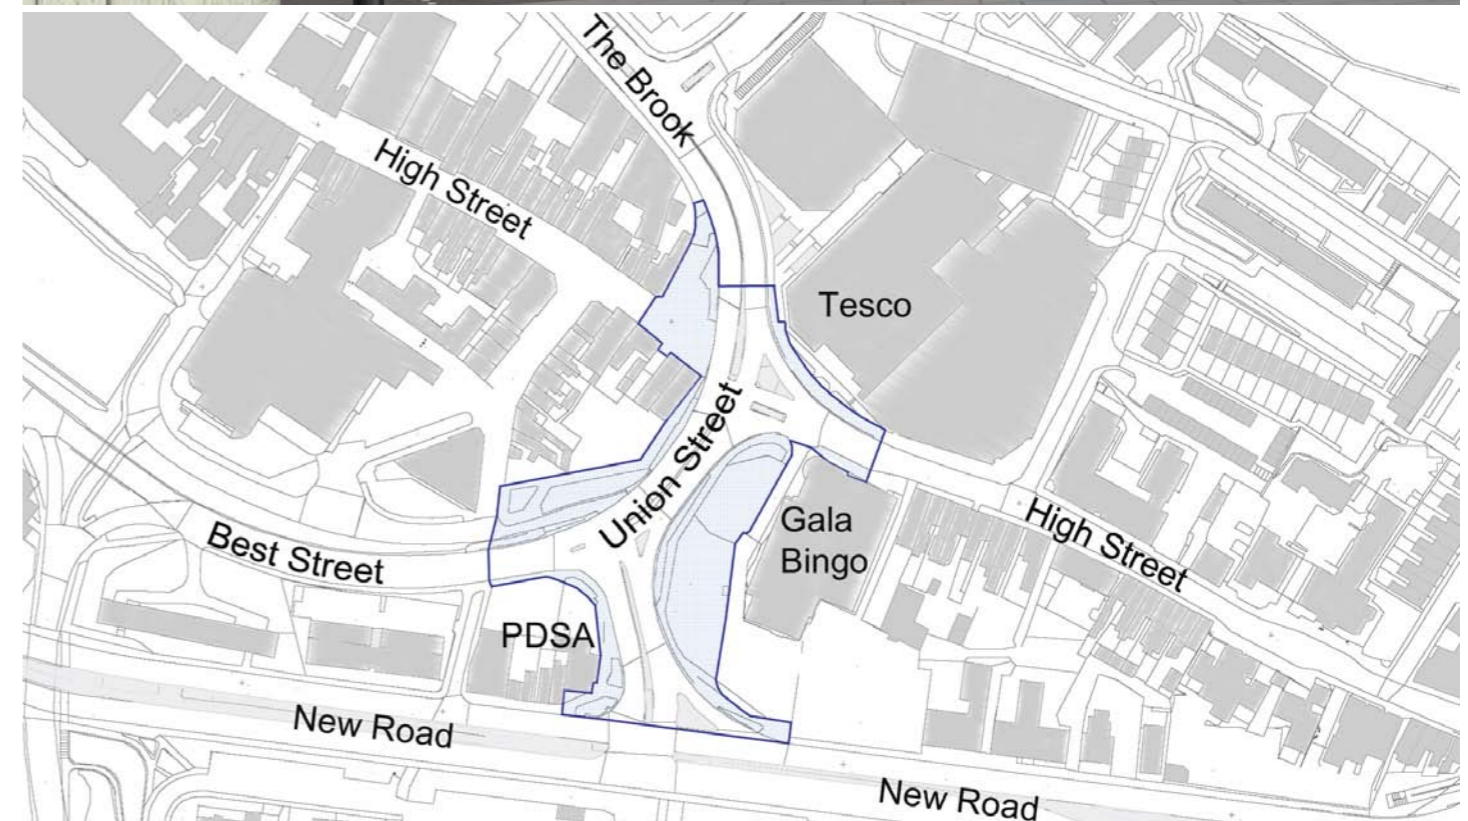 The Brook
High Street
Tesco
Union Street
Gala
Bingo
High Street
Best Street
PDSA
New Road
New Road